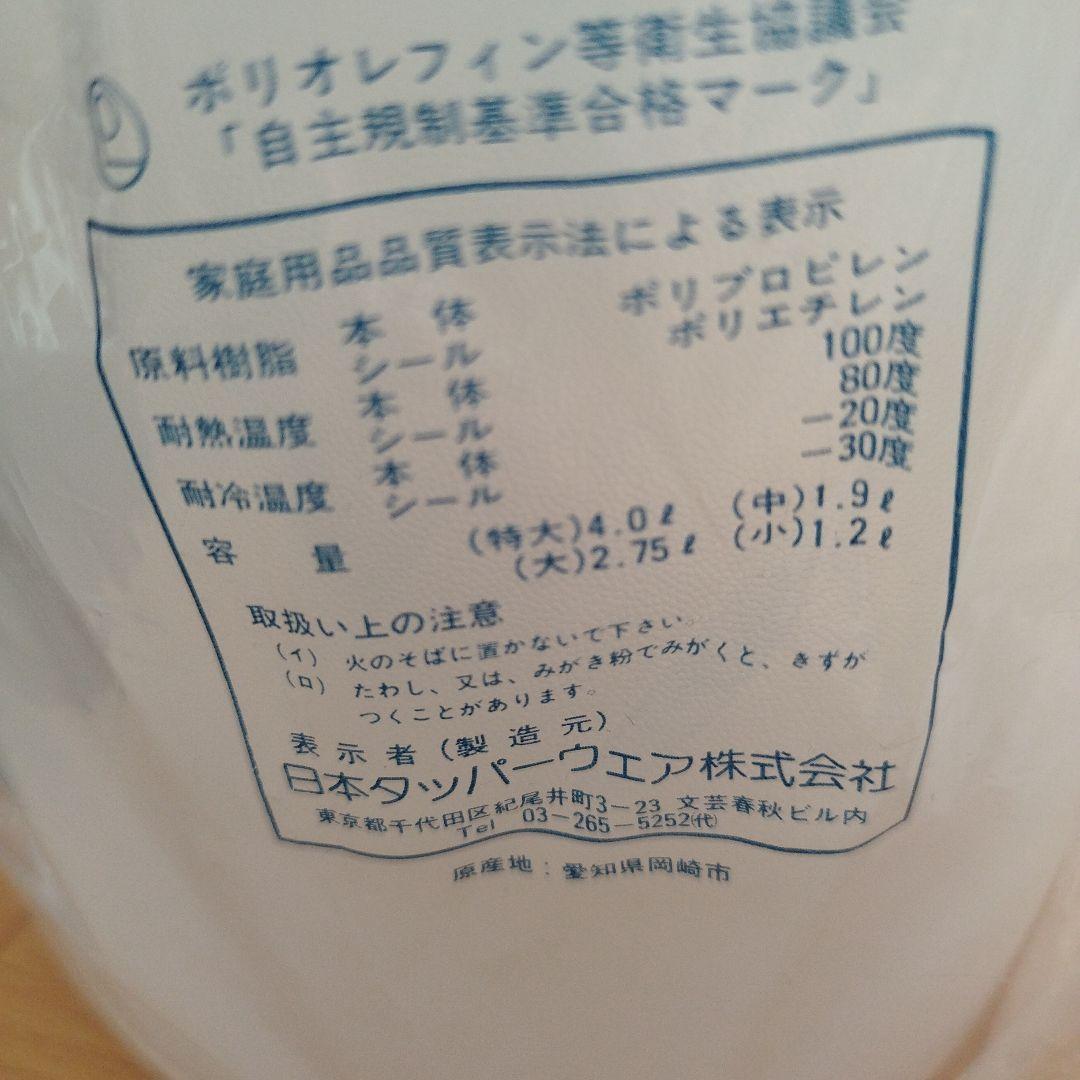 ポリオレフィン等衛生協議会
「自主規制基準合格マーク」
家庭用品品質表示法による表示
原料樹脂 本体 ポリプロピレン
シール ポリエチレン
耐熱温度 本体 100度
シール 80度
耐冷温度 本体 －20度
シール －30度
容量 (特大)4.0ℓ (中)1.9ℓ
(大)2.75ℓ (小)1.2ℓ
取扱い上の注意
(イ) 火のそばに置かないで下さい。
(ロ) たわし、又は、みがき粉でみがくと、きずが
つくことがあります。
表示者(製造元)
日本タッパーウエア株式会社
東京都千代田区紀尾井町3－23 文芸春秋ビル内
Tel 03－265－5252㈹
原産地：愛知県岡崎市